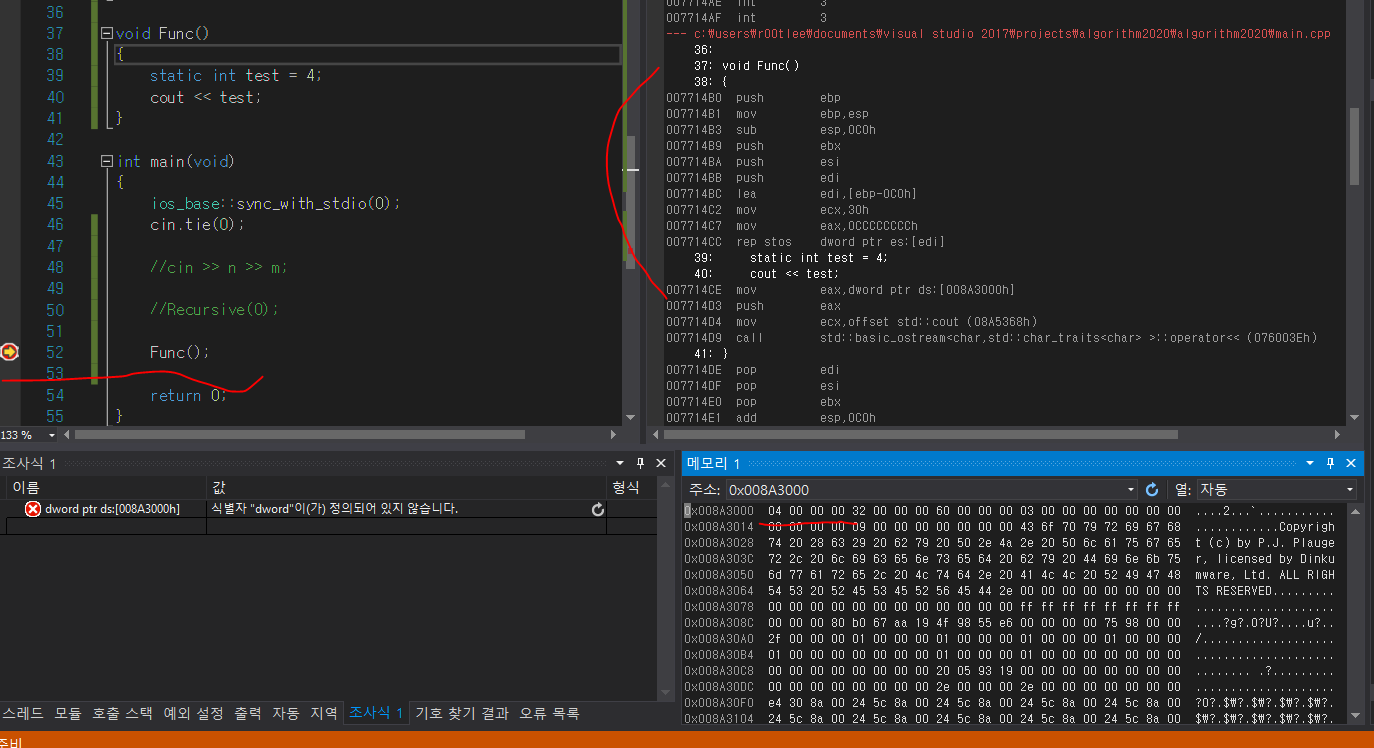 36
37 void Func()
38 {
39 static int test = 4;
40 cout << test;
41 }
42
43 int main(void)
44 {
45 ios_base::sync_with_stdio(0);
46 cin.tie(0);
47
48 //cin >> n >> m;
49
50 //Recursive(0);
51
52 Func();
53
54 return 0;
55 }
133 %
007714AE int 3
007714AF int 3
--- c:\users\r00tlee\documents\visual studio 2017\projects\algorithm2020\algorithm2020\main.cpp
36:
37: void Func()
38: {
007714B0 push ebp
007714B1 mov ebp,esp
007714B3 sub esp,0C0h
007714B9 push ebx
007714BA push esi
007714BB push edi
007714BC lea edi,[ebp-0C0h]
007714C2 mov ecx,30h
007714C7 mov eax,0CCCCCCCCh
007714CC rep stos dword ptr es:[edi]
39: static int test = 4;
40: cout << test;
007714CE mov eax,dword ptr ds:[008A3000h]
007714D3 push eax
007714D4 mov ecx,offset std::cout (08A5368h)
007714D9 call std::basic_ostream<char,std::char_traits<char> >::operator<< (076003Eh)
41: }
007714DE pop edi
007714DF pop esi
007714E0 pop ebx
007714E1 add esp,0C0h
조사식 1
이름 값 형식
dword ptr ds:[008A3000h] 식별자 "dword"이(가) 정의되어 있지 않습니다.
스레드 모듈 호출 스택 예외 설정 출력 자동 지역 조사식 1 기호 찾기 결과 오류 목록
메모리 1
주소: 0x008A3000 열: 자동
0x008A3000 04 00 00 00 32 00 00 00 60 00 00 00 03 00 00 00 00 00 00 00 ....2...`...........
0x008A3014 00 00 00 00 09 00 00 00 00 00 00 00 43 6f 70 79 72 69 67 68 ............Copyrigh
0x008A3028 74 20 28 63 29 20 62 79 20 50 2e 4a 2e 20 50 6c 61 75 67 65 t (c) by P.J. Plauge
0x008A303C 72 2c 20 6c 69 63 65 6e 73 65 64 20 62 79 20 44 69 6e 6b 75 r, licensed by Dinku
0x008A3050 6d 77 61 72 65 2c 20 4c 74 64 2e 20 41 4c 4c 20 52 49 47 48 mware, Ltd. ALL RIGH
0x008A3064 54 53 20 52 45 53 45 52 56 45 44 2e 00 00 00 00 00 00 00 00 TS RESERVED.........
0x008A3078 00 00 00 00 00 00 00 00 00 00 00 00 ff ff ff ff ff ff ff ff ....................
0x008A308C 00 00 00 80 b0 67 aa 19 4f 98 55 e6 00 00 00 00 75 98 00 00 ....?g?.O?U?....u?..
0x008A30A0 2f 00 00 00 01 00 00 00 01 00 00 00 01 00 00 00 01 00 00 00 /...................
0x008A30B4 01 00 00 00 00 00 00 00 01 00 00 00 01 00 00 00 00 00 00 00 ....................
0x008A30C8 00 00 00 00 00 00 00 00 20 05 93 19 00 00 00 00 00 00 00 00 ........ .?.........
0x008A30DC 00 00 00 00 00 00 00 00 2e 00 00 00 2e 00 00 00 00 00 00 00 ....................
0x008A30F0 e4 30 8a 00 24 5c 8a 00 24 5c 8a 00 24 5c 8a 00 24 5c 8a 00 ?0?.$\?.$\?.$\?.$\?.
0x008A3104 24 5c 8a 00 24 5c 8a 00 24 5c 8a 00 24 5c 8a 00 24 5c 8a 00 $\?.$\?.$\?.$\?.$\?.
준비